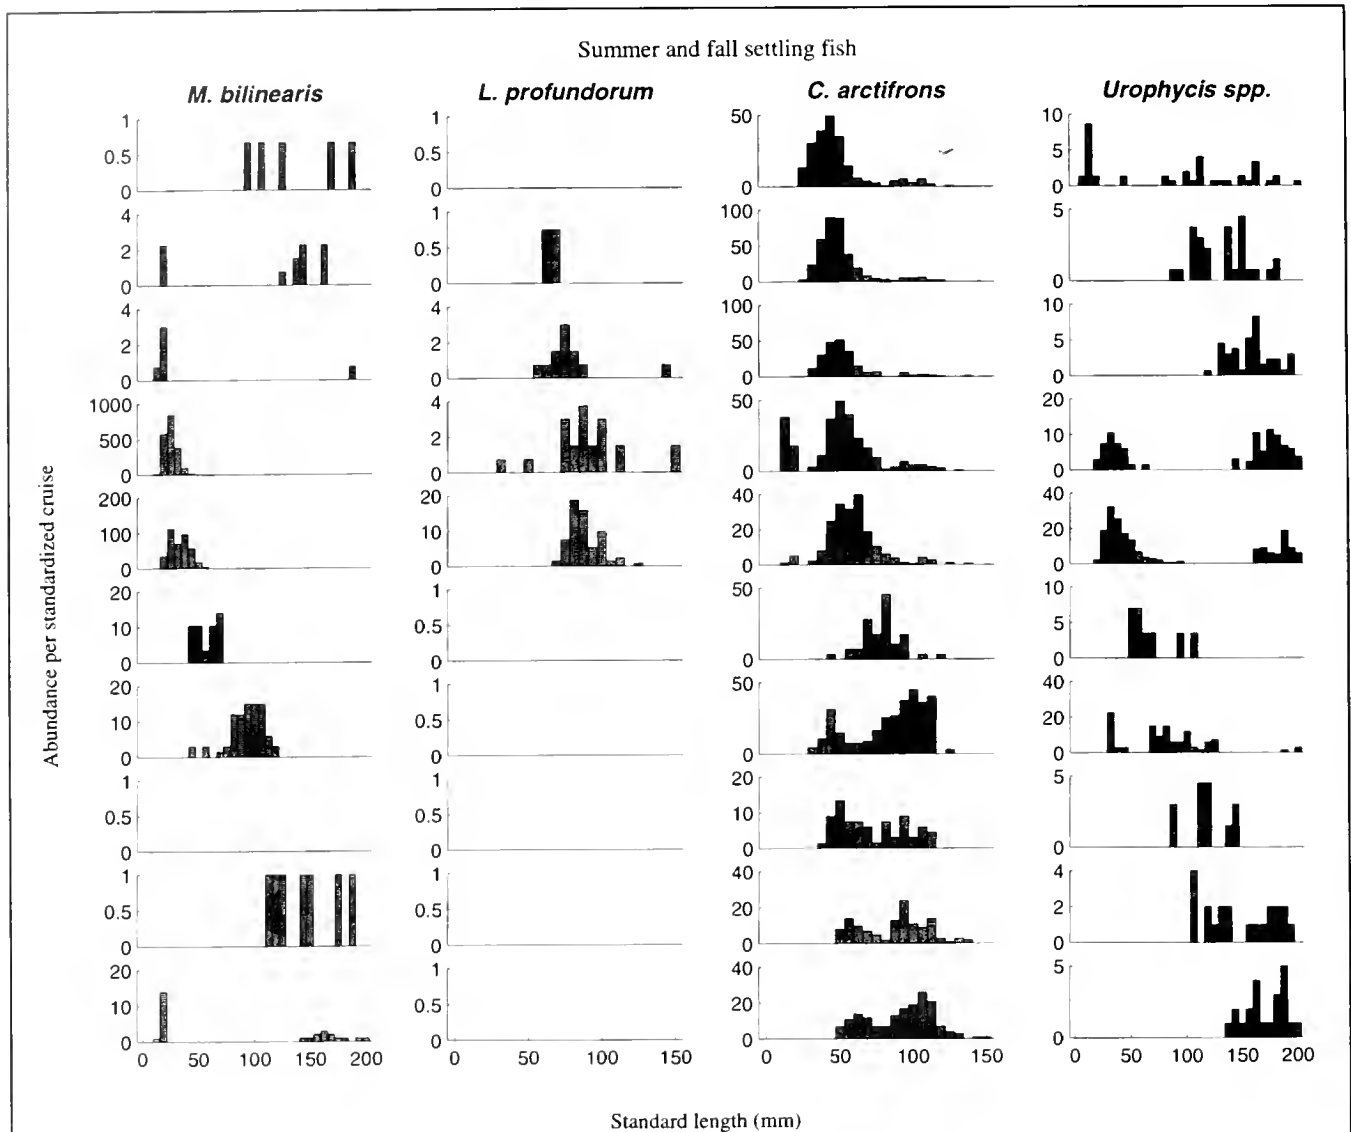 Summer and fall settling fish
M. bilinearis L. profundorum C. arctifrons Urophycis spp.
Abundance per standardized cruise
1 0.5 0 1 0.5 0 50 0 10 5 0
4 2 0 1 0.5 0 100 50 0 5 0
4 2 0 4 2 0 100 50 0 10 5 0
1000 500 0 4 2 0 50 0 20 10 0
200 100 0 20 10 0 40 20 0 40 20 0
20 10 0 1 0.5 0 50 0 10 5 0
20 10 0 1 0.5 0 50 0 40 20 0
1 0.5 0 1 0.5 0 20 10 0 5 0
1 0.5 0 1 0.5 0 40 20 0 4 2 0
20 10 0 1 0.5 0 40 20 0 5 0
0 50 100 150 200 0 50 100 150 0 50 100 150 0 50 100 150 200
Standard length (mm)